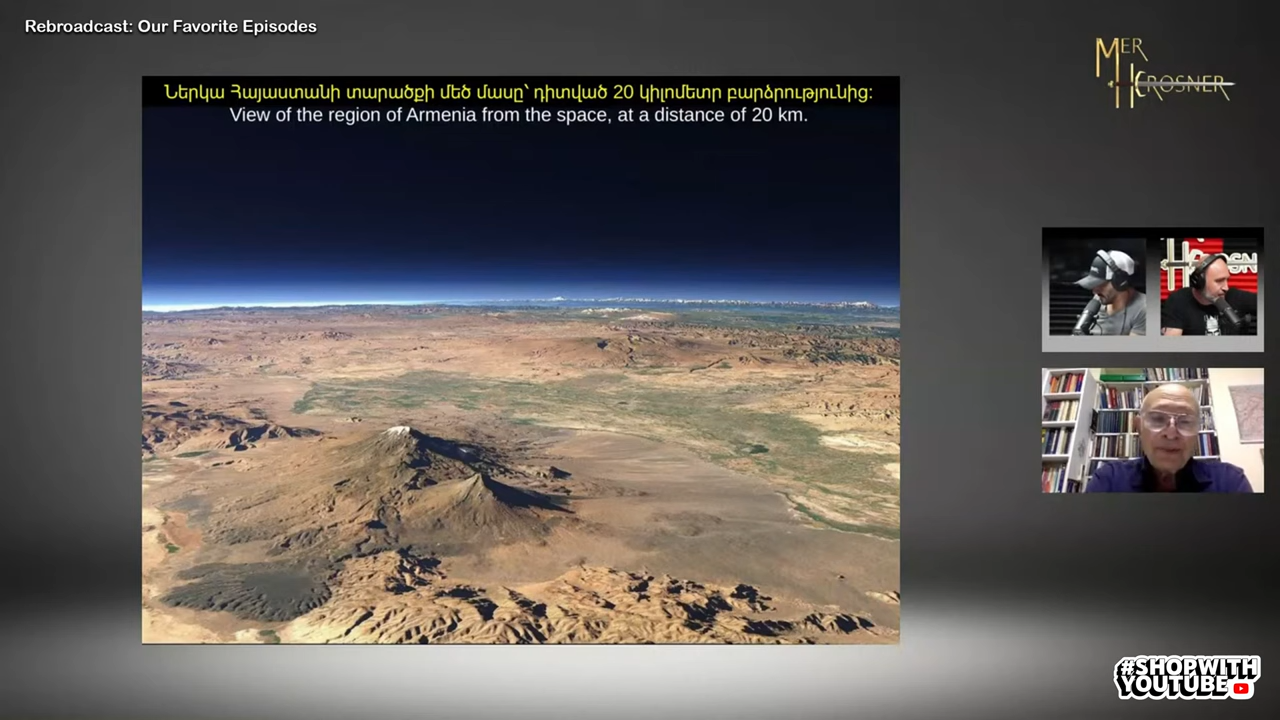 Rebroadcast: Our Favorite Episodes
MER
HEROSNER
Ներկա Հայաստանի տարածքի մեծ մասը՝ դիտված 20 կիլոմետր բարձրությունից:
View of the region of Armenia from the space, at a distance of 20 km.
#SHOPWITH
YOUTUBE